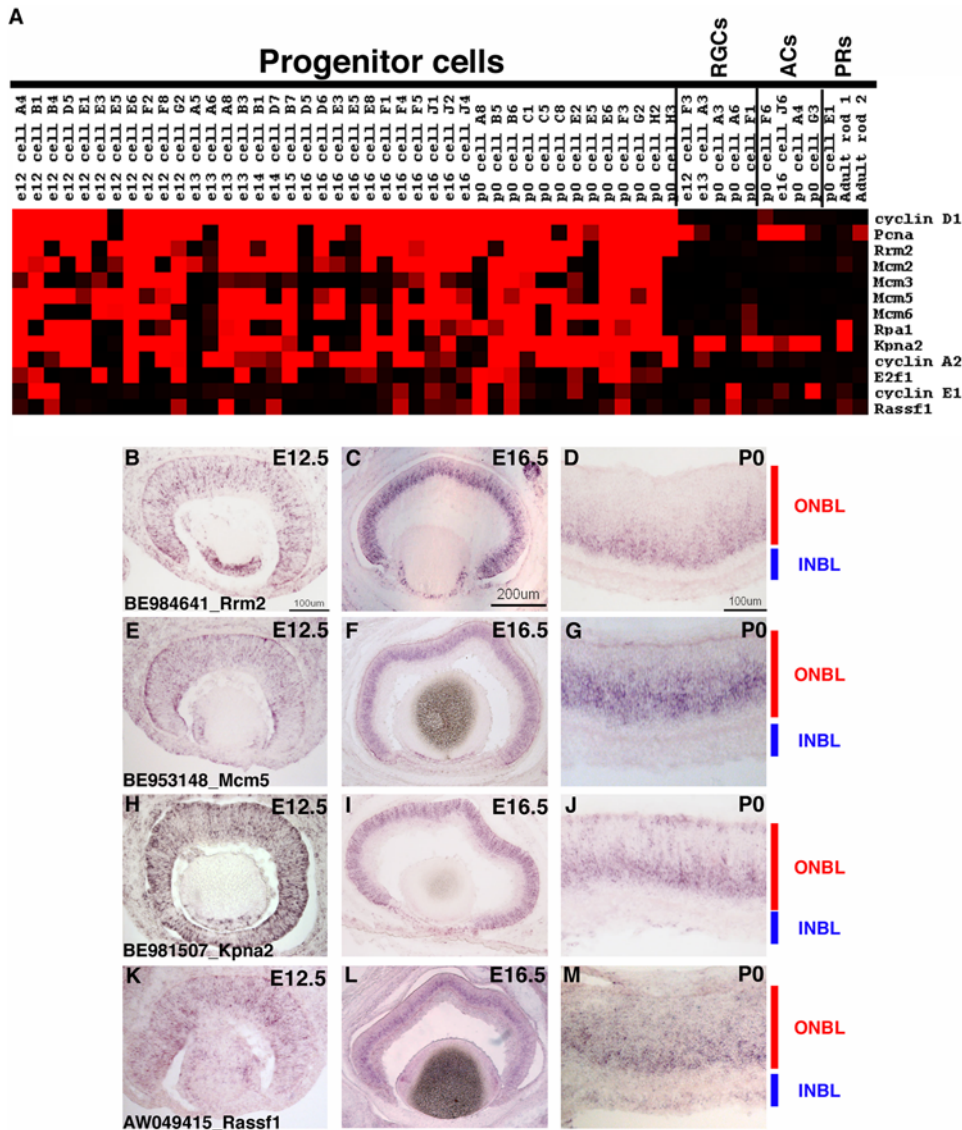 A
Progenitor cells
RGCs
ACs
PRs
e12 cell A4
e12 cell B1
e12 cell B4
e12 cell D5
e12 cell E1
e12 cell E3
e12 cell E5
e12 cell E6
e12 cell F2
e12 cell F8
e12 cell G2
e13 cell A5
e13 cell A6
e13 cell A8
e13 cell B3
e14 cell B1
e14 cell D7
e15 cell B7
e16 cell D5
e16 cell D6
e16 cell E3
e16 cell E5
e16 cell E8
e16 cell F1
e16 cell F4
e16 cell F5
e16 cell J1
e16 cell J2
e16 cell J4
p0 cell A8
p0 cell B5
p0 cell B6
p0 cell C1
p0 cell C5
p0 cell C8
p0 cell E2
p0 cell E5
p0 cell E6
p0 cell F3
p0 cell G2
p0 cell H2
p0 cell H3
e12 cell F3
e13 cell A3
p0 cell A3
p0 cell A6
p0 cell F1
p0 cell F6
e16 cell J6
p0 cell A4
p0 cell G3
p0 cell E1
Adult rod 1
Adult rod 2
cyclin D1
Pcna
Rrm2
Mcm2
Mcm3
Mcm5
Mcm6
Rpa1
Kpna2
cyclin A2
E2f1
cyclin E1
Rassf1
B E12.5
BE984641_Rrm2 100um
C E16.5
200um
D P0
100um
ONBL
INBL
E E12.5
BE953148_Mcm5
F E16.5
G P0
ONBL
INBL
H E12.5
BE981507_Kpna2
I E16.5
J P0
ONBL
INBL
K E12.5
AW049415_Rassf1
L E16.5
M P0
ONBL
INBL